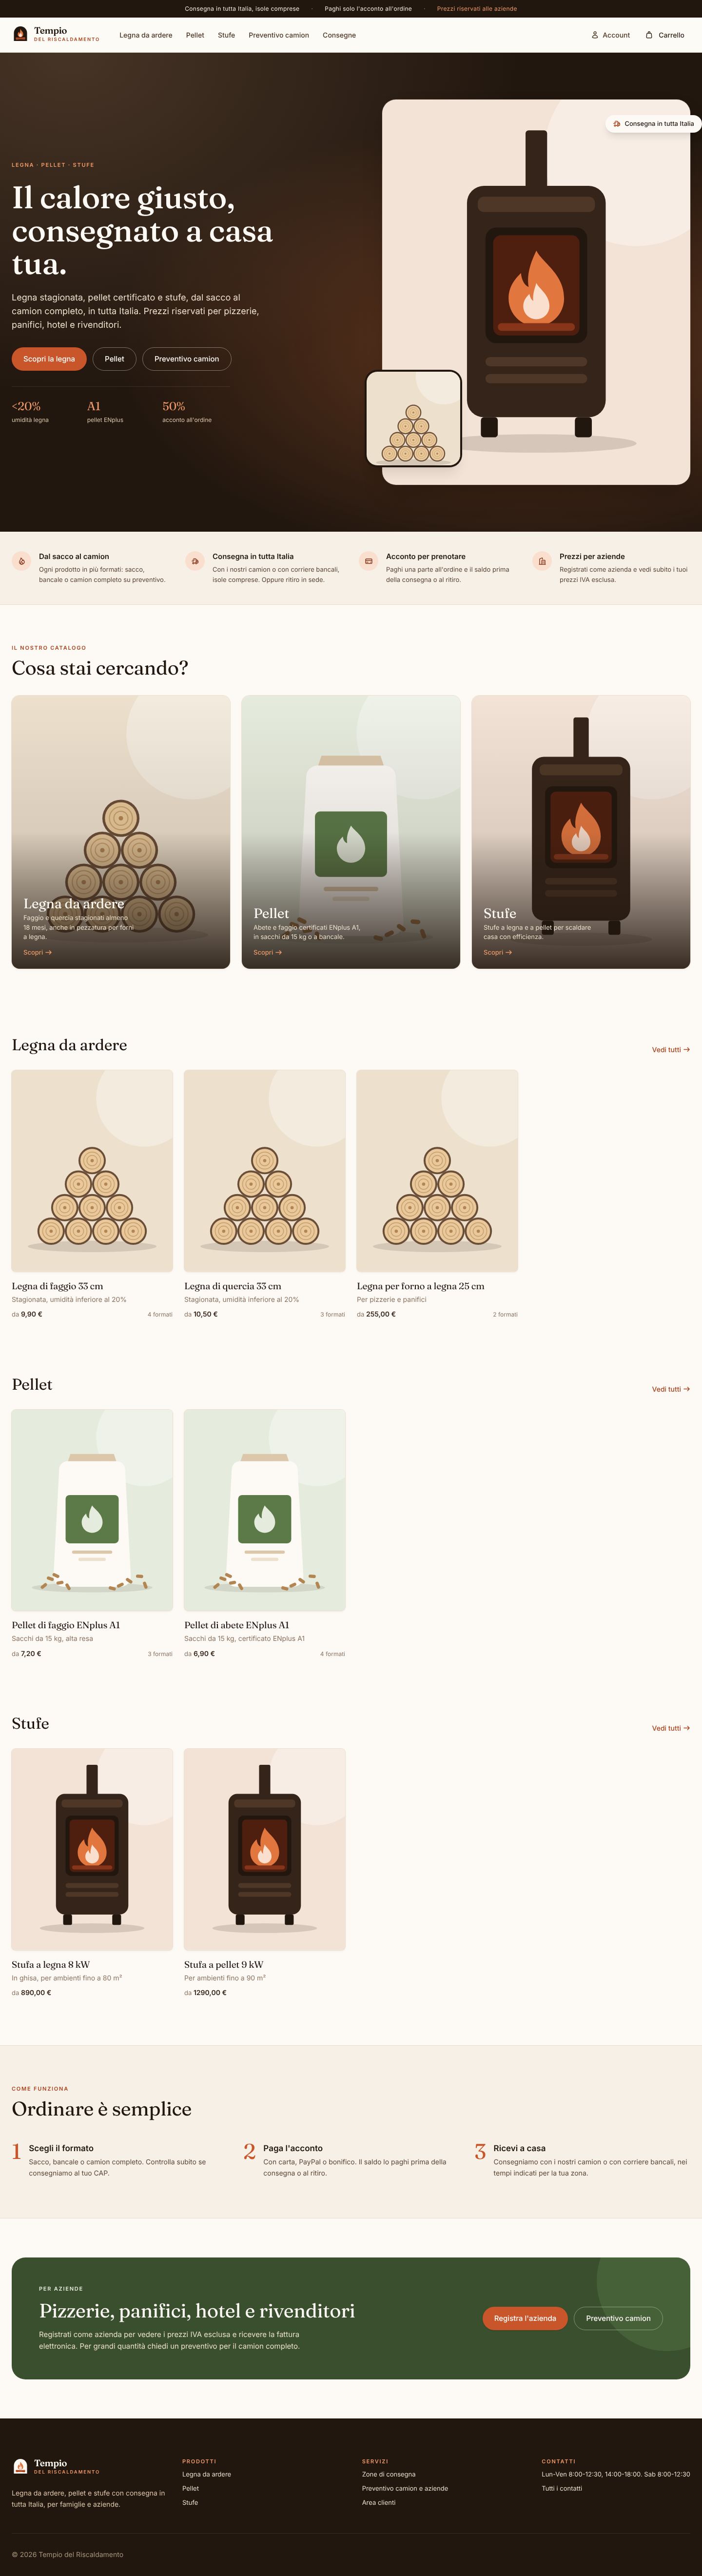 Consegna in tutta Italia, isole comprese · Paghi solo l'acconto all'ordine · Prezzi riservati alle aziende
Tempio
DEL RISCALDAMENTO
Legna da ardere Pellet Stufe Preventivo camion Consegne Account Carrello
Consegna in tutta Italia
LEGNA · PELLET · STUFE
Il calore giusto,
consegnato a casa
tua.
Legna stagionata, pellet certificato e stufe, dal sacco al
camion completo, in tutta Italia. Prezzi riservati per pizzerie,
panifici, hotel e rivenditori.
Scopri la legna Pellet Preventivo camion
<20% A1 50%
umidità legna pellet ENplus acconto all'ordine
Dal sacco al camion
Ogni prodotto in più formati: sacco,
bancale o camion completo su preventivo.
Consegna in tutta Italia
Con i nostri camion o con corriere bancali,
isole comprese. Oppure ritiro in sede.
Acconto per prenotare
Paghi una parte all'ordine e il saldo prima
della consegna o al ritiro.
Prezzi per aziende
Registrati come azienda e vedi subito i tuoi
prezzi IVA esclusa.
IL NOSTRO CATALOGO
Cosa stai cercando?
Legna da ardere
Faggio e quercia stagionati almeno
18 mesi, anche in pezzatura per forni
a legna.
Scopri →
Pellet
Abete e faggio certificati ENplus A1,
in sacchi da 15 kg o a bancale.
Scopri →
Stufe
Stufe a legna e a pellet per scaldare
casa con efficienza.
Scopri →
Legna da ardere
Vedi tutti →
Legna di faggio 33 cm
Stagionata, umidità inferiore al 20%
da 9,90 € 4 formati
Legna di quercia 33 cm
Stagionata, umidità inferiore al 20%
da 10,50 € 3 formati
Legna per forno a legna 25 cm
Per pizzerie e panifici
da 255,00 € 2 formati
Pellet
Vedi tutti →
Pellet di faggio ENplus A1
Sacchi da 15 kg, alta resa
da 7,20 € 3 formati
Pellet di abete ENplus A1
Sacchi da 15 kg, certificato ENplus A1
da 6,90 € 4 formati
Stufe
Vedi tutti →
Stufa a legna 8 kW
In ghisa, per ambienti fino a 80 m²
da 890,00 €
Stufa a pellet 9 kW
Per ambienti fino a 90 m²
da 1290,00 €
COME FUNZIONA
Ordinare è semplice
1 Scegli il formato
Sacco, bancale o camion completo. Controlla subito se
consegniamo al tuo CAP.
2 Paga l'acconto
Con carta, PayPal o bonifico. Il saldo lo paghi prima della
consegna o al ritiro.
3 Ricevi a casa
Consegniamo con i nostri camion o con corriere bancali, nei
tempi indicati per la tua zona.
PER AZIENDE
Pizzerie, panifici, hotel e rivenditori
Registrati come azienda per vedere i prezzi IVA esclusa e ricevere la fattura
elettronica. Per grandi quantità chiedi un preventivo per il camion completo.
Registra l'azienda Preventivo camion
Tempio
DEL RISCALDAMENTO
Legna da ardere, pellet e stufe con consegna in
tutta Italia, per famiglie e aziende.
PRODOTTI
Legna da ardere
Pellet
Stufe
SERVIZI
Zone di consegna
Preventivo camion e aziende
Area clienti
CONTATTI
Lun-Ven 8:00-12:30, 14:00-18:00. Sab 8:00-12:30
Tutti i contatti
© 2026 Tempio del Riscaldamento